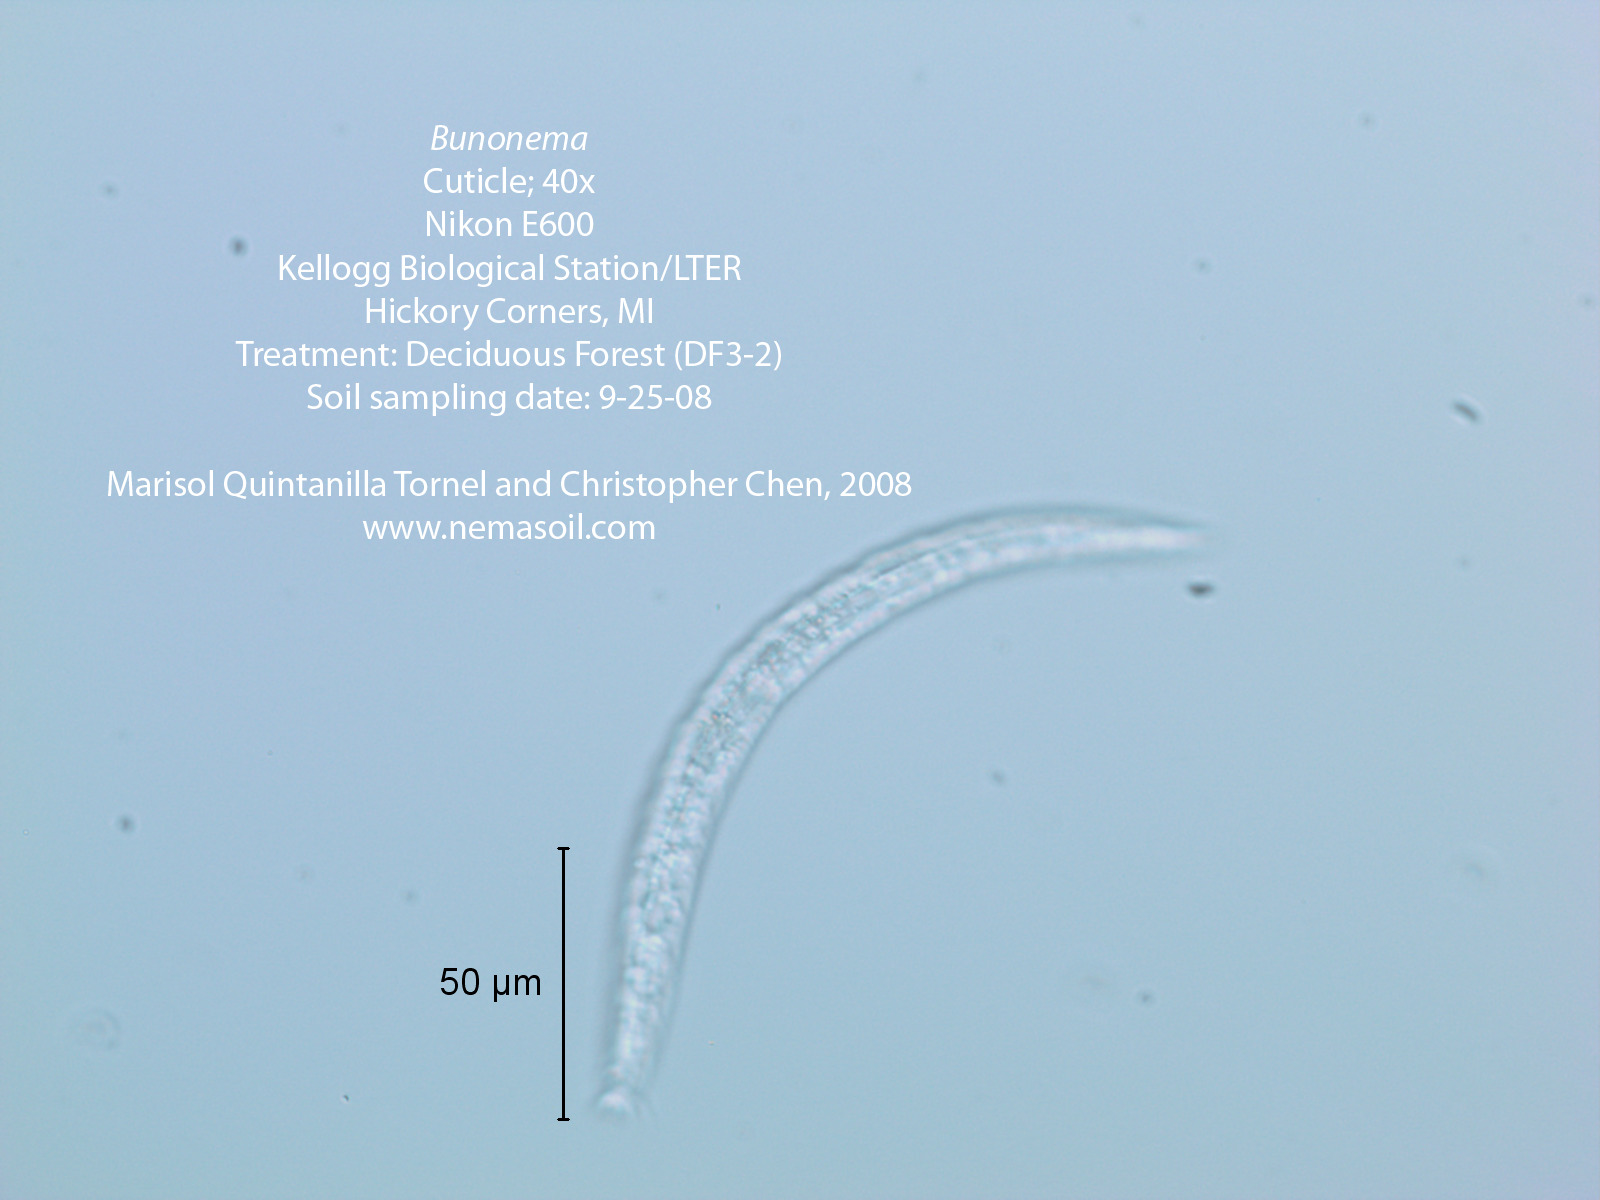 Bunonema
Cuticle; 40x
Nikon E600
Kellogg Biological Station/LTER
Hickory Corners, MI
Treatment: Deciduous Forest (DF3-2)
Soil sampling date: 9-25-08
Marisol Quintanilla Tornel and Christopher Chen, 2008
www.nemasoil.com
50 µm